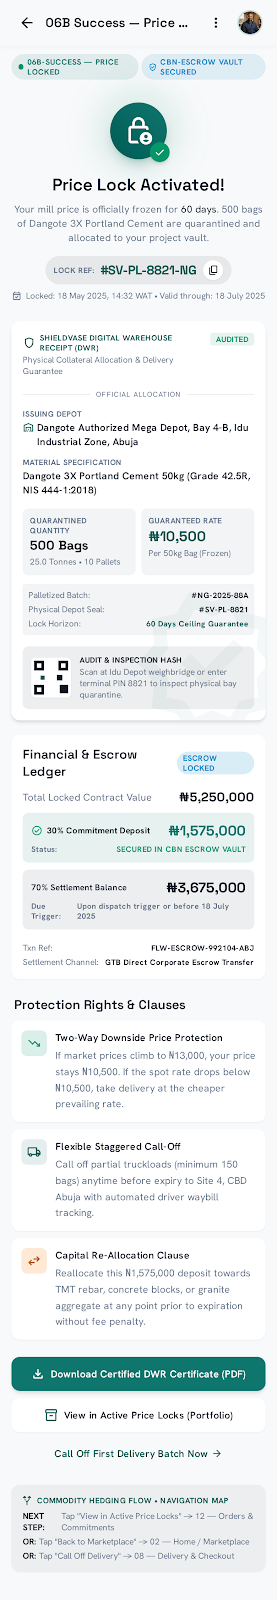 06B Success — Price ...
06B-SUCCESS — PRICE
LOCKED
CBN-ESCROW VAULT
SECURED
Price Lock Activated!
Your mill price is officially frozen for 60 days. 500 bags
of Dangote 3X Portland Cement are quarantined and
allocated to your project vault.
LOCK REF: #SV-PL-8821-NG
Locked: 18 May 2025, 14:32 WAT • Valid through: 18 July 2025
SHIELDVASE DIGITAL WAREHOUSE
RECEIPT (DWR)
AUDITED
Physical Collateral Allocation & Delivery
Guarantee
OFFICIAL ALLOCATION
ISSUING DEPOT
Dangote Authorized Mega Depot, Bay 4-B, Idu
Industrial Zone, Abuja
MATERIAL SPECIFICATION
Dangote 3X Portland Cement 50kg (Grade 42.5R,
NIS 444-1:2018)
QUARANTINED
QUANTITY
500 Bags
25.0 Tonnes • 10 Pallets
GUARANTEED RATE
₦10,500
Per 50kg Bag (Frozen)
Palletized Batch: #NG-2025-88A
Physical Depot Seal: #SV-PL-8821
Lock Horizon: 60 Days Ceiling Guarantee
AUDIT & INSPECTION HASH
Scan at Idu Depot weighbridge or enter
terminal PIN 8821 to inspect physical bay
quarantine.
Financial & Escrow
Ledger
ESCROW
LOCKED
Total Locked Contract Value ₦5,250,000
30% Commitment Deposit ₦1,575,000
Status: SECURED IN CBN ESCROW VAULT
70% Settlement Balance ₦3,675,000
Due
Trigger:
Upon dispatch trigger or before 18 July
2025
Txn Ref: FLW-ESCROW-992104-ABJ
Settlement Channel: GTB Direct Corporate Escrow Transfer
Protection Rights & Clauses
Two-Way Downside Price Protection
If market prices climb to ₦13,000, your price
stays ₦10,500. If the spot rate drops below
₦10,500, take delivery at the cheaper
prevailing rate.
Flexible Staggered Call-Off
Call off partial truckloads (minimum 150
bags) anytime before expiry to Site 4, CBD
Abuja with automated driver waybill
tracking.
Capital Re-Allocation Clause
Reallocate this ₦1,575,000 deposit towards
TMT rebar, concrete blocks, or granite
aggregate at any point prior to expiration
without fee penalty.
Download Certified DWR Certificate (PDF)
View in Active Price Locks (Portfolio)
Call Off First Delivery Batch Now →
COMMODITY HEDGING FLOW • NAVIGATION MAP
NEXT
STEP:
Tap "View in Active Price Locks" -> 12 — Orders &
Commitments
OR: Tap "Back to Marketplace" -> 02 — Home / Marketplace
OR: Tap "Call Off Delivery" -> 08 — Delivery & Checkout